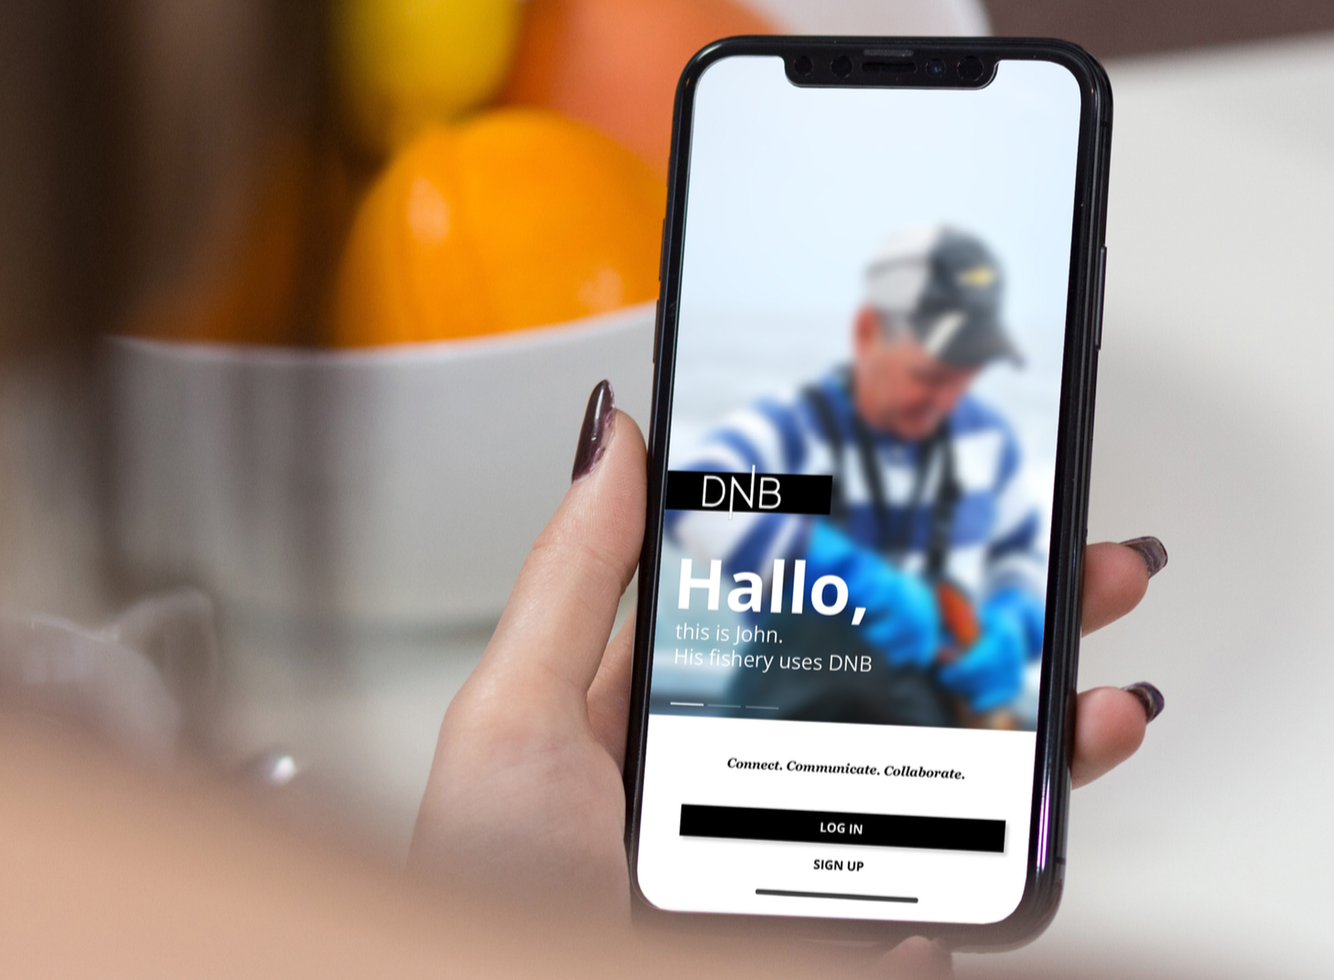 DNB
Hallo,
this is John.
His fishery uses DNB
Connect. Communicate. Collaborate.
LOG IN
SIGN UP